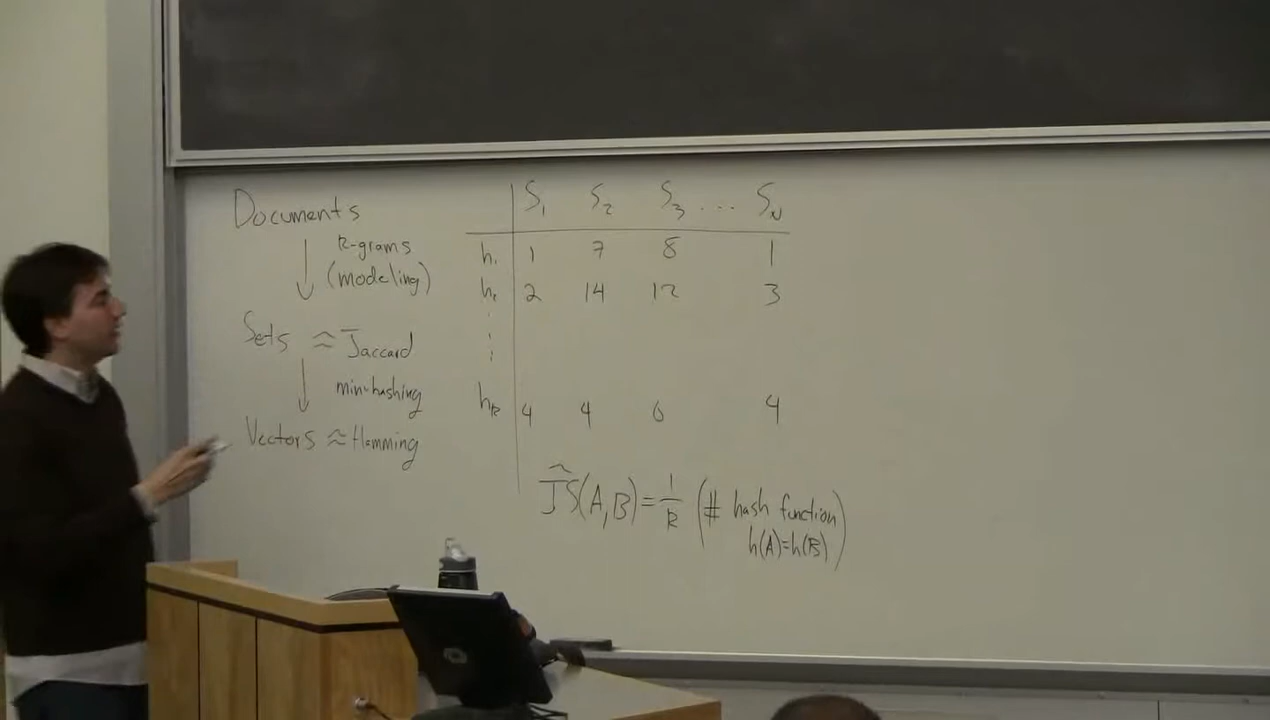 Documents
k-grams
(modeling)
Sets ≈ Jaccard
min-hashing
Vectors ≈ Hamming
S1 S2 S3 ... SN
h1 1 7 8 1
h2 2 14 12 3
hk 4 4 6 4
J̃S(A,B) = 1/k (# hash function
h(A)=h(B))